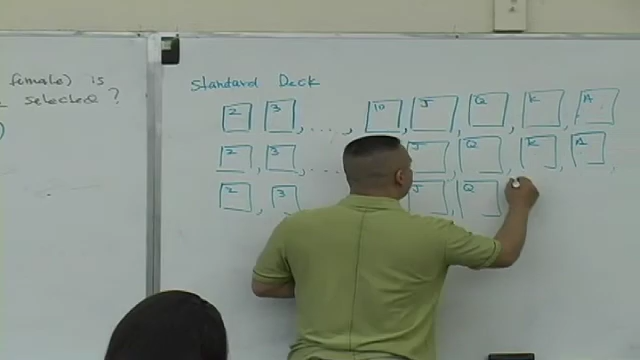 female) is
selected?
)
Standard Deck
2, 3, ..., 10, J, Q, K, A
2, 3, ... J, Q, K, A,
2, 3 J, Q,